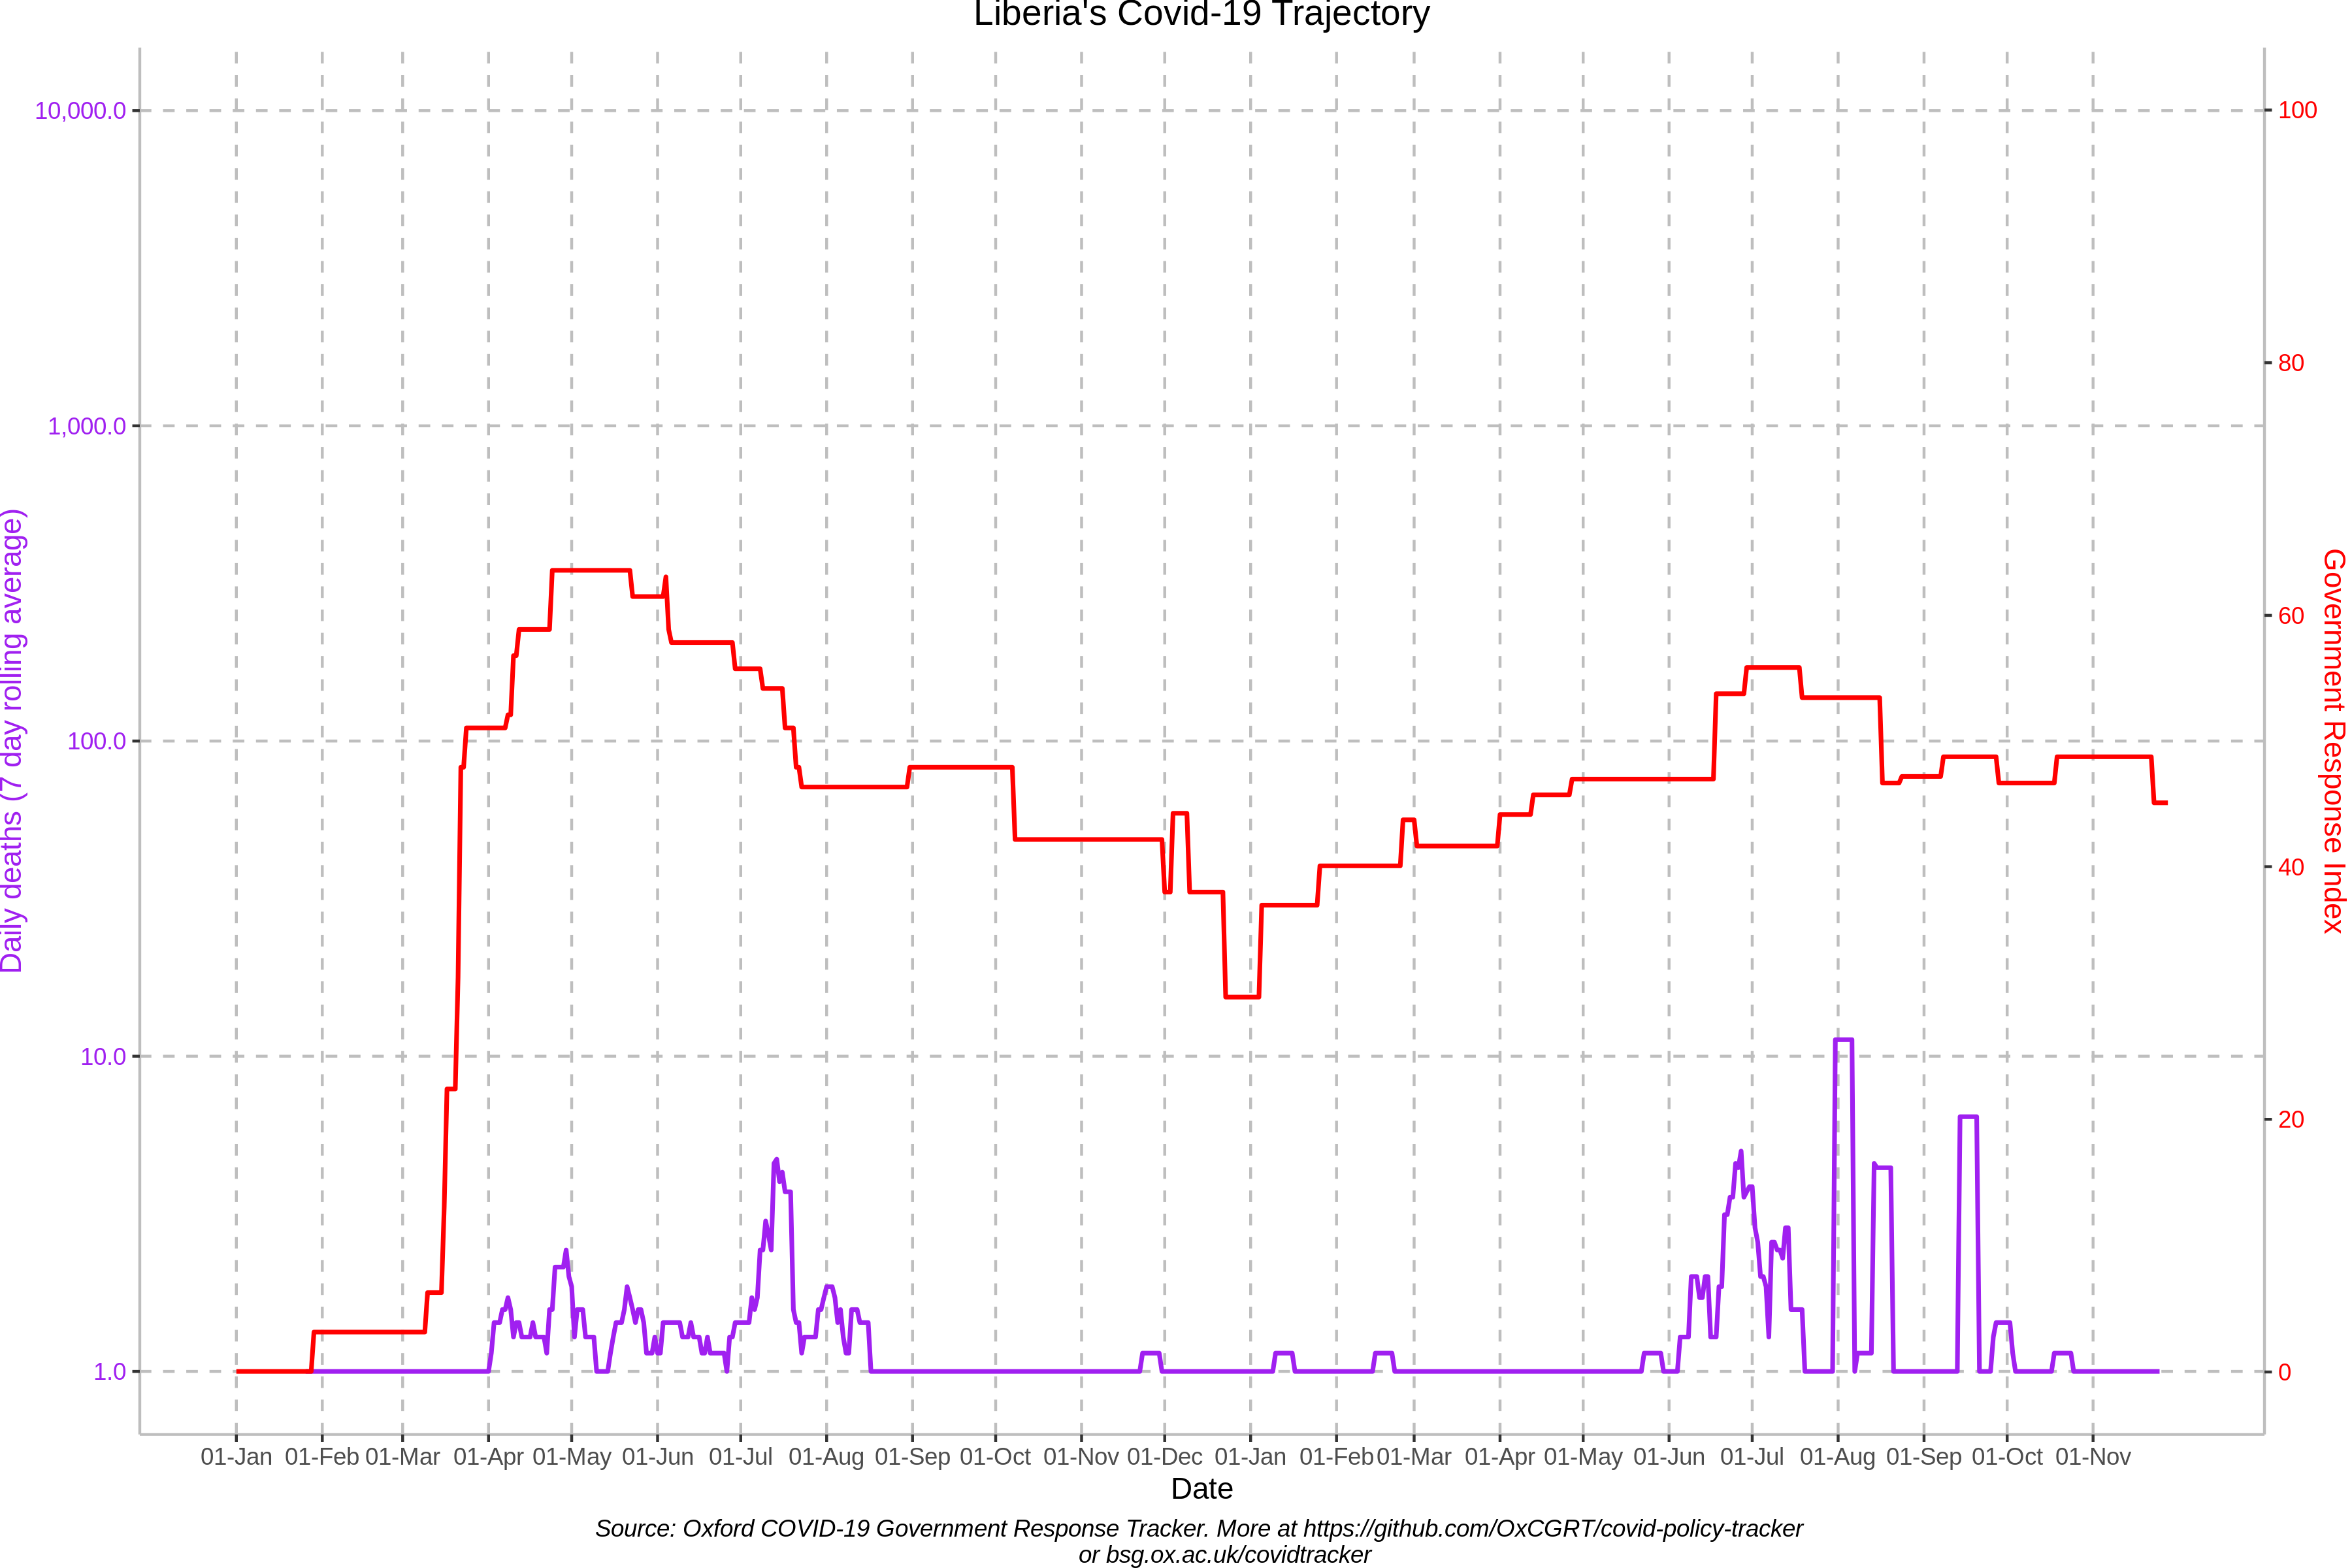 Liberia's Covid-19 Trajectory
10,000.0
1,000.0
100.0
10.0
1.0
Daily deaths (7 day rolling average)
100
80
60
40
20
0
Government Response Index
01-Jan 01-Feb 01-Mar 01-Apr 01-May 01-Jun 01-Jul 01-Aug 01-Sep 01-Oct 01-Nov 01-Dec 01-Jan 01-Feb 01-Mar 01-Apr 01-May 01-Jun 01-Jul 01-Aug 01-Sep 01-Oct 01-Nov
Date
Source: Oxford COVID-19 Government Response Tracker. More at https://github.com/OxCGRT/covid-policy-tracker
or bsg.ox.ac.uk/covidtracker